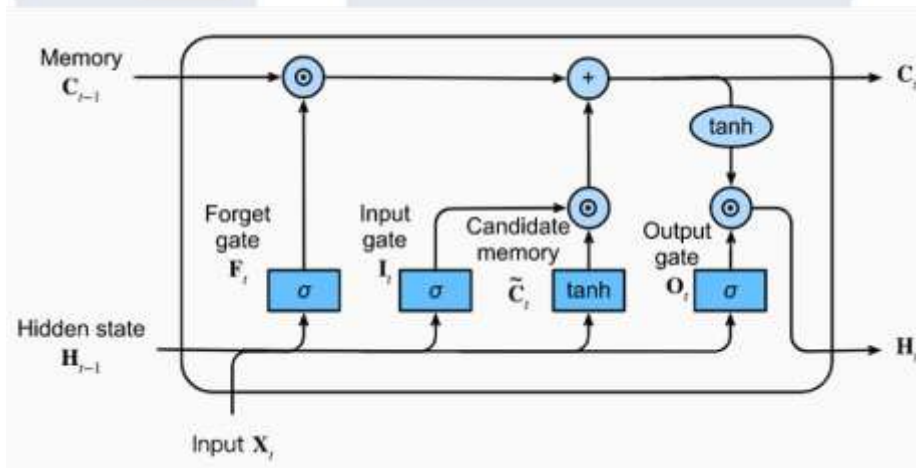 Memory
C_{t-1}
⊙
+
C_t
tanh
Forget
gate
F_t
Input
gate
I_t
⊙
Candidate
memory
C̃_t
Output
gate
O_t
⊙
σ
σ
tanh
σ
Hidden state
H_{t-1}
H_t
Input X_t